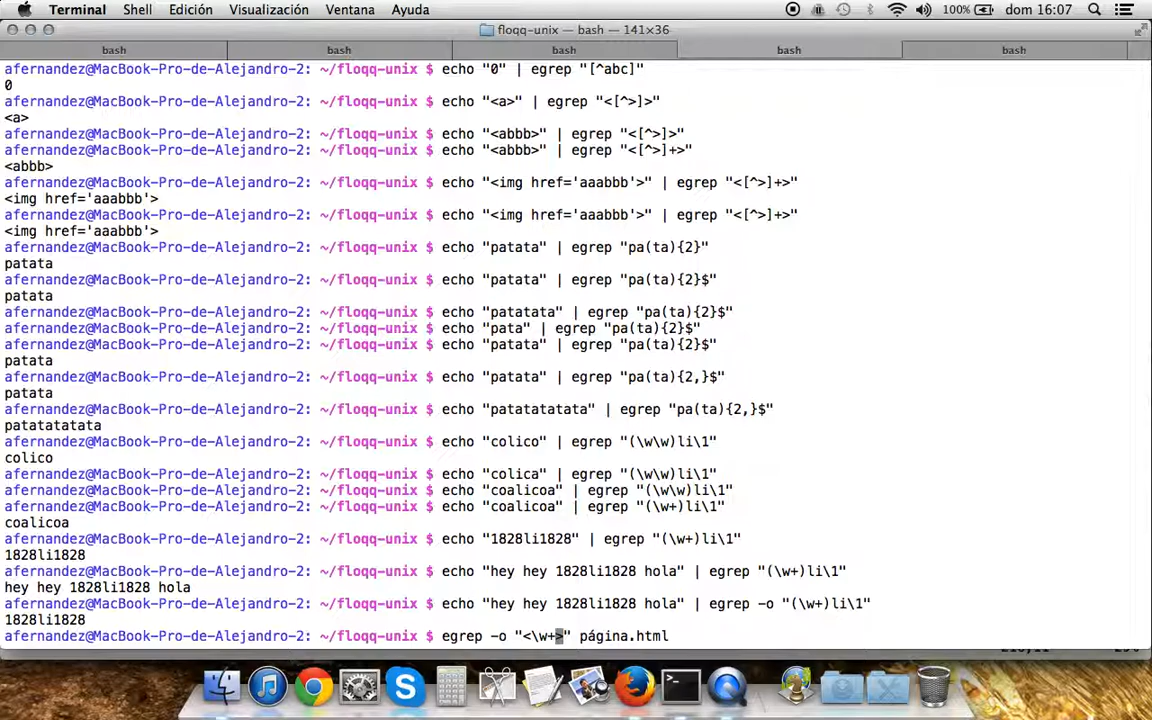 Terminal Shell Edición Visualización Ventana Ayuda 100% dom 16:07
floqq-unix — bash — 141×36
bash bash bash bash bash
afernandez@MacBook-Pro-de-Alejandro-2: ~/floqq-unix $ echo "0" | egrep "[^abc]"
0
afernandez@MacBook-Pro-de-Alejandro-2: ~/floqq-unix $ echo "<a>" | egrep "<[^>]>"
<a>
afernandez@MacBook-Pro-de-Alejandro-2: ~/floqq-unix $ echo "<abbb>" | egrep "<[^>]>"
afernandez@MacBook-Pro-de-Alejandro-2: ~/floqq-unix $ echo "<abbb>" | egrep "<[^>]+>"
<abbb>
afernandez@MacBook-Pro-de-Alejandro-2: ~/floqq-unix $ echo "<img href='aaabbb'>" | egrep "<[^>]+>"
<img href='aaabbb'>
afernandez@MacBook-Pro-de-Alejandro-2: ~/floqq-unix $ echo "<img href='aaabbb'>" | egrep "<[^>]+>"
<img href='aaabbb'>
afernandez@MacBook-Pro-de-Alejandro-2: ~/floqq-unix $ echo "patata" | egrep "pa(ta){2}"
patata
afernandez@MacBook-Pro-de-Alejandro-2: ~/floqq-unix $ echo "patata" | egrep "pa(ta){2}$"
patata
afernandez@MacBook-Pro-de-Alejandro-2: ~/floqq-unix $ echo "patatata" | egrep "pa(ta){2}$"
afernandez@MacBook-Pro-de-Alejandro-2: ~/floqq-unix $ echo "pata" | egrep "pa(ta){2}$"
afernandez@MacBook-Pro-de-Alejandro-2: ~/floqq-unix $ echo "patata" | egrep "pa(ta){2}$"
patata
afernandez@MacBook-Pro-de-Alejandro-2: ~/floqq-unix $ echo "patata" | egrep "pa(ta){2,}$"
patata
afernandez@MacBook-Pro-de-Alejandro-2: ~/floqq-unix $ echo "patatatatata" | egrep "pa(ta){2,}$"
patatatatata
afernandez@MacBook-Pro-de-Alejandro-2: ~/floqq-unix $ echo "colico" | egrep "(\w\w)li\1"
colico
afernandez@MacBook-Pro-de-Alejandro-2: ~/floqq-unix $ echo "colica" | egrep "(\w\w)li\1"
afernandez@MacBook-Pro-de-Alejandro-2: ~/floqq-unix $ echo "coalicoa" | egrep "(\w\w)li\1"
afernandez@MacBook-Pro-de-Alejandro-2: ~/floqq-unix $ echo "coalicoa" | egrep "(\w+)li\1"
coalicoa
afernandez@MacBook-Pro-de-Alejandro-2: ~/floqq-unix $ echo "1828li1828" | egrep "(\w+)li\1"
1828li1828
afernandez@MacBook-Pro-de-Alejandro-2: ~/floqq-unix $ echo "hey hey 1828li1828 hola" | egrep "(\w+)li\1"
hey hey 1828li1828 hola
afernandez@MacBook-Pro-de-Alejandro-2: ~/floqq-unix $ echo "hey hey 1828li1828 hola" | egrep -o "(\w+)li\1"
1828li1828
afernandez@MacBook-Pro-de-Alejandro-2: ~/floqq-unix $ egrep -o "<\w+>" página.html